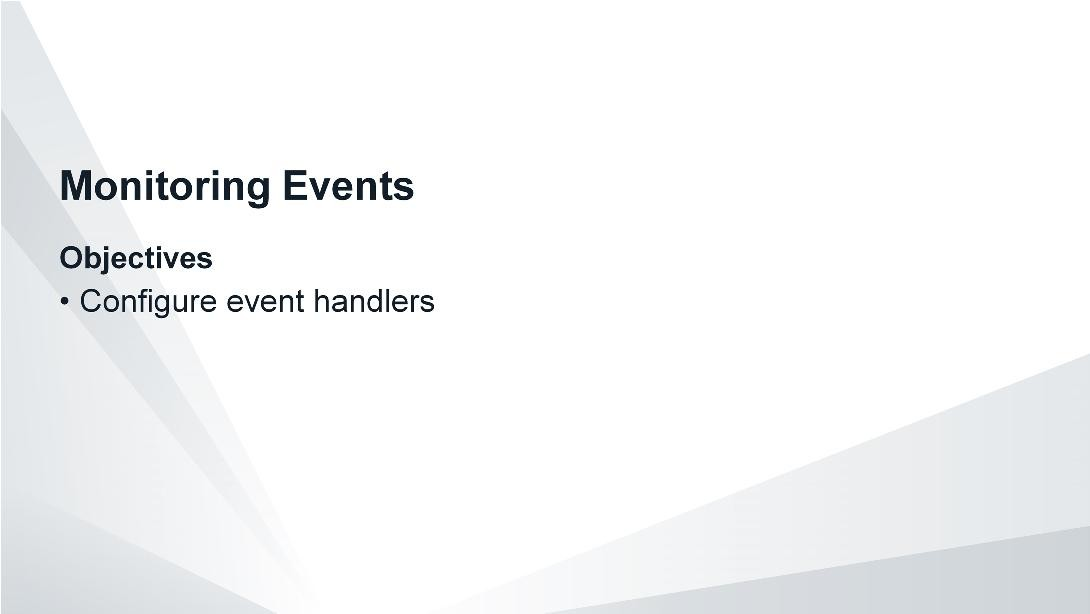 Monitoring Events
Objectives
• Configure event handlers